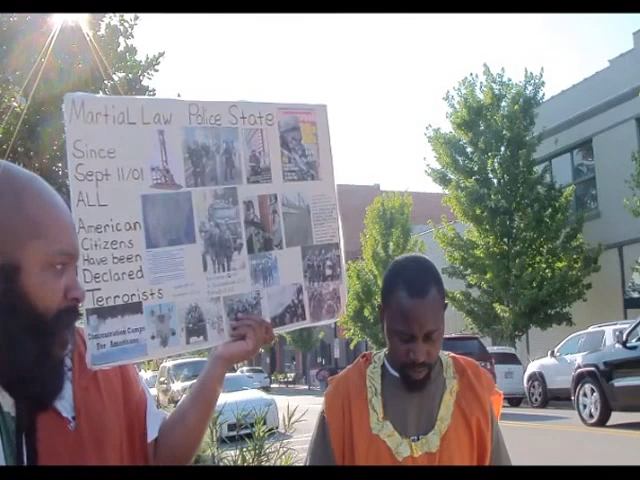 Martial Law Police State
Since
Sept 11/01
ALL
American
Citizens
Have been
Declared
Terrorists
Concentration Camps
For Americans